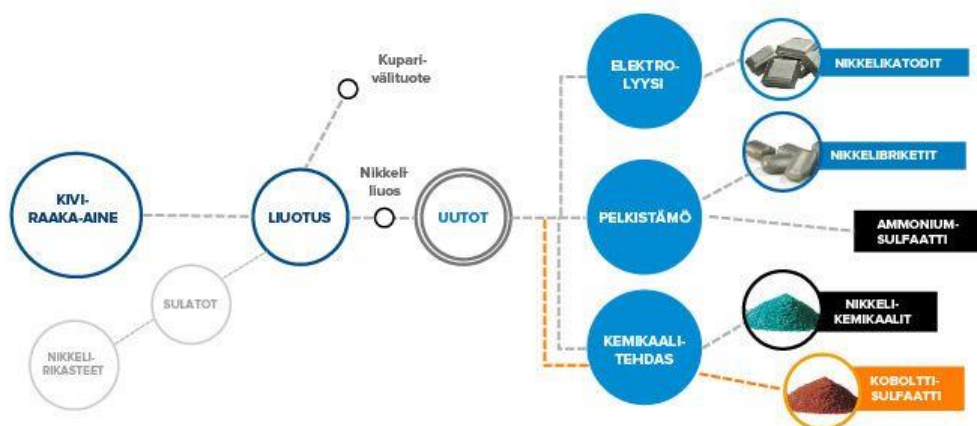 Kupari-
välituote
KIVI-
RAAKA-AINE
LIUOTUS
Nikkeli-
liuos
UUTOT
SULATOT
NIKKELI-
RIKASTEET
ELEKTRO-
LYYSI
NIKKELIKATODIT
NIKKELIBRIKETIT
PELKISTÄMÖ
AMMONIUM-
SULFAATTI
NIKKELI-
KEMIKAALIT
KEMIKAALI-
TEHDAS
KOBOLTTI-
SULFAATTI